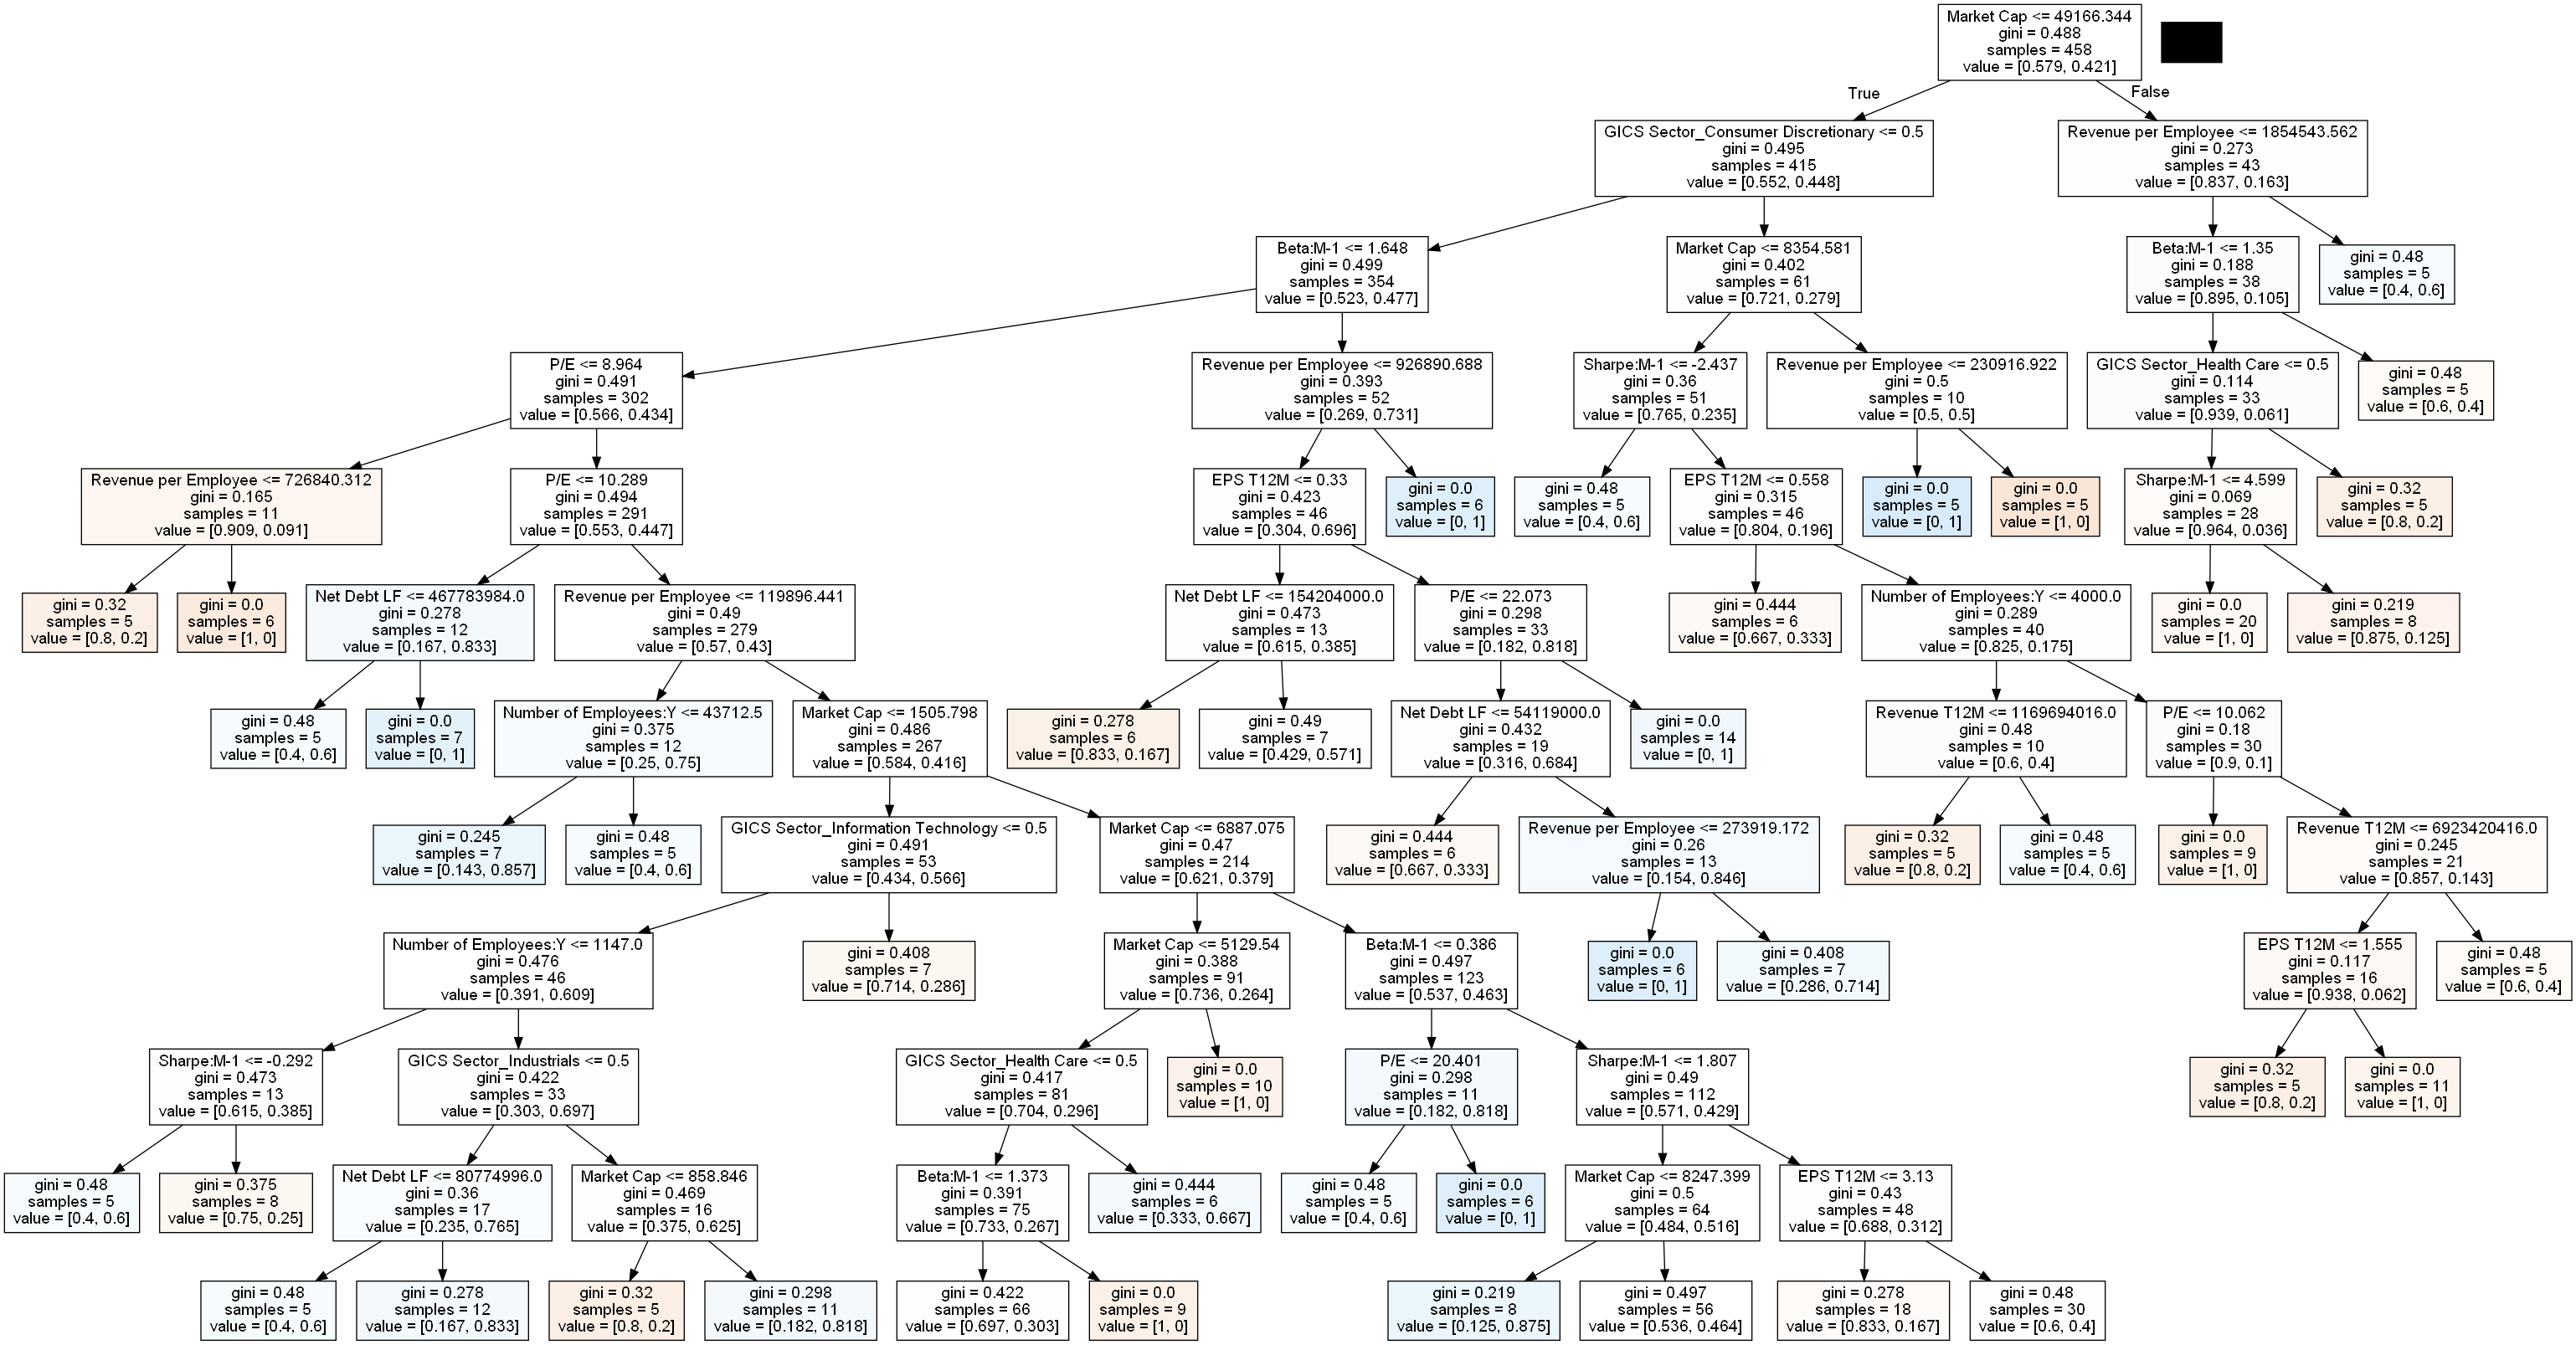 Market Cap <= 49166.344
gini = 0.488
samples = 458
value = [0.579, 0.421]
True
False
GICS Sector_Consumer Discretionary <= 0.5
gini = 0.495
samples = 415
value = [0.552, 0.448]
Revenue per Employee <= 1854543.562
gini = 0.273
samples = 43
value = [0.837, 0.163]
Beta:M-1 <= 1.648
gini = 0.499
samples = 354
value = [0.523, 0.477]
Market Cap <= 8354.581
gini = 0.402
samples = 61
value = [0.721, 0.279]
Beta:M-1 <= 1.35
gini = 0.188
samples = 38
value = [0.895, 0.105]
gini = 0.48
samples = 5
value = [0.4, 0.6]
P/E <= 8.964
gini = 0.491
samples = 302
value = [0.566, 0.434]
Revenue per Employee <= 926890.688
gini = 0.393
samples = 52
value = [0.269, 0.731]
Sharpe:M-1 <= -2.437
gini = 0.36
samples = 51
value = [0.765, 0.235]
Revenue per Employee <= 230916.922
gini = 0.5
samples = 10
value = [0.5, 0.5]
GICS Sector_Health Care <= 0.5
gini = 0.114
samples = 33
value = [0.939, 0.061]
gini = 0.48
samples = 5
value = [0.6, 0.4]
Revenue per Employee <= 726840.312
gini = 0.165
samples = 11
value = [0.909, 0.091]
P/E <= 10.289
gini = 0.494
samples = 291
value = [0.553, 0.447]
EPS T12M <= 0.33
gini = 0.423
samples = 46
value = [0.304, 0.696]
gini = 0.0
samples = 6
value = [0, 1]
gini = 0.48
samples = 5
value = [0.4, 0.6]
EPS T12M <= 0.558
gini = 0.315
samples = 46
value = [0.804, 0.196]
gini = 0.0
samples = 5
value = [0, 1]
gini = 0.0
samples = 5
value = [1, 0]
Sharpe:M-1 <= 4.599
gini = 0.069
samples = 28
value = [0.964, 0.036]
gini = 0.32
samples = 5
value = [0.8, 0.2]
gini = 0.32
samples = 5
value = [0.8, 0.2]
gini = 0.0
samples = 6
value = [1, 0]
Net Debt LF <= 467783984.0
gini = 0.278
samples = 12
value = [0.167, 0.833]
Revenue per Employee <= 119896.441
gini = 0.49
samples = 279
value = [0.57, 0.43]
Net Debt LF <= 154204000.0
gini = 0.473
samples = 13
value = [0.615, 0.385]
P/E <= 22.073
gini = 0.298
samples = 33
value = [0.182, 0.818]
gini = 0.444
samples = 6
value = [0.667, 0.333]
Number of Employees:Y <= 4000.0
gini = 0.289
samples = 40
value = [0.825, 0.175]
gini = 0.0
samples = 20
value = [1, 0]
gini = 0.219
samples = 8
value = [0.875, 0.125]
gini = 0.48
samples = 5
value = [0.4, 0.6]
gini = 0.0
samples = 7
value = [0, 1]
Number of Employees:Y <= 43712.5
gini = 0.375
samples = 12
value = [0.25, 0.75]
Market Cap <= 1505.798
gini = 0.486
samples = 267
value = [0.584, 0.416]
gini = 0.278
samples = 6
value = [0.833, 0.167]
gini = 0.49
samples = 7
value = [0.429, 0.571]
Net Debt LF <= 54119000.0
gini = 0.432
samples = 19
value = [0.316, 0.684]
gini = 0.0
samples = 14
value = [0, 1]
Revenue T12M <= 1169694016.0
gini = 0.48
samples = 10
value = [0.6, 0.4]
P/E <= 10.062
gini = 0.18
samples = 30
value = [0.9, 0.1]
gini = 0.245
samples = 7
value = [0.143, 0.857]
gini = 0.48
samples = 5
value = [0.4, 0.6]
GICS Sector_Information Technology <= 0.5
gini = 0.491
samples = 53
value = [0.434, 0.566]
Market Cap <= 6887.075
gini = 0.47
samples = 214
value = [0.621, 0.379]
gini = 0.444
samples = 6
value = [0.667, 0.333]
Revenue per Employee <= 273919.172
gini = 0.26
samples = 13
value = [0.154, 0.846]
gini = 0.32
samples = 5
value = [0.8, 0.2]
gini = 0.48
samples = 5
value = [0.4, 0.6]
gini = 0.0
samples = 9
value = [1, 0]
Revenue T12M <= 6923420416.0
gini = 0.245
samples = 21
value = [0.857, 0.143]
Number of Employees:Y <= 1147.0
gini = 0.476
samples = 46
value = [0.391, 0.609]
gini = 0.408
samples = 7
value = [0.714, 0.286]
Market Cap <= 5129.54
gini = 0.388
samples = 91
value = [0.736, 0.264]
Beta:M-1 <= 0.386
gini = 0.497
samples = 123
value = [0.537, 0.463]
gini = 0.0
samples = 6
value = [0, 1]
gini = 0.408
samples = 7
value = [0.286, 0.714]
EPS T12M <= 1.555
gini = 0.117
samples = 16
value = [0.938, 0.062]
gini = 0.48
samples = 5
value = [0.6, 0.4]
Sharpe:M-1 <= -0.292
gini = 0.473
samples = 13
value = [0.615, 0.385]
GICS Sector_Industrials <= 0.5
gini = 0.422
samples = 33
value = [0.303, 0.697]
GICS Sector_Health Care <= 0.5
gini = 0.417
samples = 81
value = [0.704, 0.296]
gini = 0.0
samples = 10
value = [1, 0]
P/E <= 20.401
gini = 0.298
samples = 11
value = [0.182, 0.818]
Sharpe:M-1 <= 1.807
gini = 0.49
samples = 112
value = [0.571, 0.429]
gini = 0.32
samples = 5
value = [0.8, 0.2]
gini = 0.0
samples = 11
value = [1, 0]
gini = 0.48
samples = 5
value = [0.4, 0.6]
gini = 0.375
samples = 8
value = [0.75, 0.25]
Net Debt LF <= 80774996.0
gini = 0.36
samples = 17
value = [0.235, 0.765]
Market Cap <= 858.846
gini = 0.469
samples = 16
value = [0.375, 0.625]
Beta:M-1 <= 1.373
gini = 0.391
samples = 75
value = [0.733, 0.267]
gini = 0.444
samples = 6
value = [0.333, 0.667]
gini = 0.48
samples = 5
value = [0.4, 0.6]
gini = 0.0
samples = 6
value = [0, 1]
Market Cap <= 8247.399
gini = 0.5
samples = 64
value = [0.484, 0.516]
EPS T12M <= 3.13
gini = 0.43
samples = 48
value = [0.688, 0.312]
gini = 0.48
samples = 5
value = [0.4, 0.6]
gini = 0.278
samples = 12
value = [0.167, 0.833]
gini = 0.32
samples = 5
value = [0.8, 0.2]
gini = 0.298
samples = 11
value = [0.182, 0.818]
gini = 0.422
samples = 66
value = [0.697, 0.303]
gini = 0.0
samples = 9
value = [1, 0]
gini = 0.219
samples = 8
value = [0.125, 0.875]
gini = 0.497
samples = 56
value = [0.536, 0.464]
gini = 0.278
samples = 18
value = [0.833, 0.167]
gini = 0.48
samples = 30
value = [0.6, 0.4]